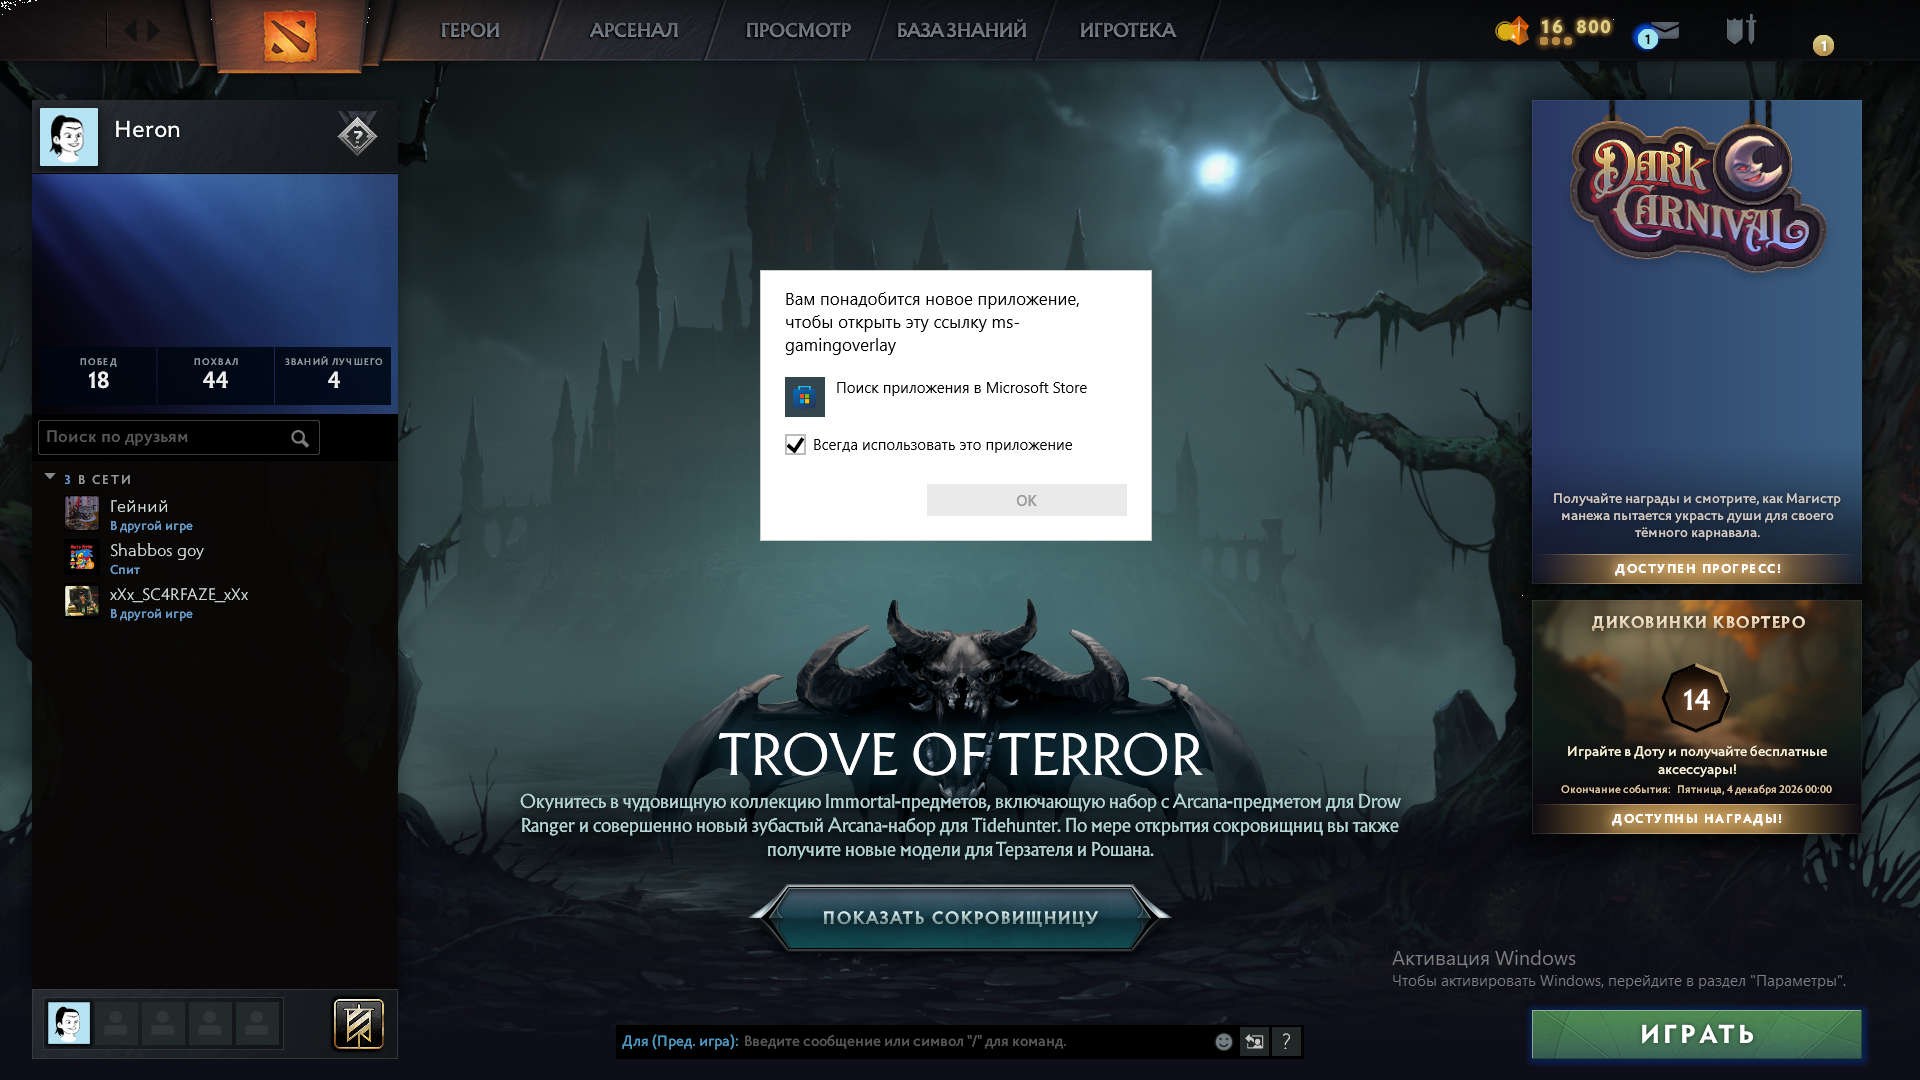 ГЕРОИ
АРСЕНАЛ
ПРОСМОТР
БАЗА ЗНАНИЙ
ИГРОТЕКА
16 800
1
1
Heron
?
ПОБЕД
18
ПОХВАЛ
44
ЗВАНИЙ ЛУЧШЕГО
4
Поиск по друзьям
3 В СЕТИ
Гейний
В другой игре
Shabbos goy
Спит
xXx_SC4RFAZE_xXx
В другой игре
Вам понадобится новое приложение,
чтобы открыть эту ссылку ms-
gamingoverlay
Поиск приложения в Microsoft Store
Всегда использовать это приложение
ОК
TROVE OF TERROR
Окунитесь в чудовищную коллекцию Immortal-предметов, включающую набор с Arcana-предметом для Drow
Ranger и совершенно новый зубастый Arcana-набор для Tidehunter. По мере открытия сокровищниц вы также
получите новые модели для Терзателя и Рошана.
ПОКАЗАТЬ СОКРОВИЩНИЦУ
Для (Пред. игра): Введите сообщение или символ "/" для команд.
?
DARK
CARNIVAL
Получайте награды и смотрите, как Магистр
манежа пытается украсть души для своего
тёмного карнавала.
ДОСТУПЕН ПРОГРЕСС!
ДИКОВИНКИ КВОРТЕРО
14
Играйте в Доту и получайте бесплатные
аксессуары!
Окончание события: Пятница, 4 декабря 2026 00:00
ДОСТУПНЫ НАГРАДЫ!
Активация Windows
Чтобы активировать Windows, перейдите в раздел "Параметры".
ИГРАТЬ